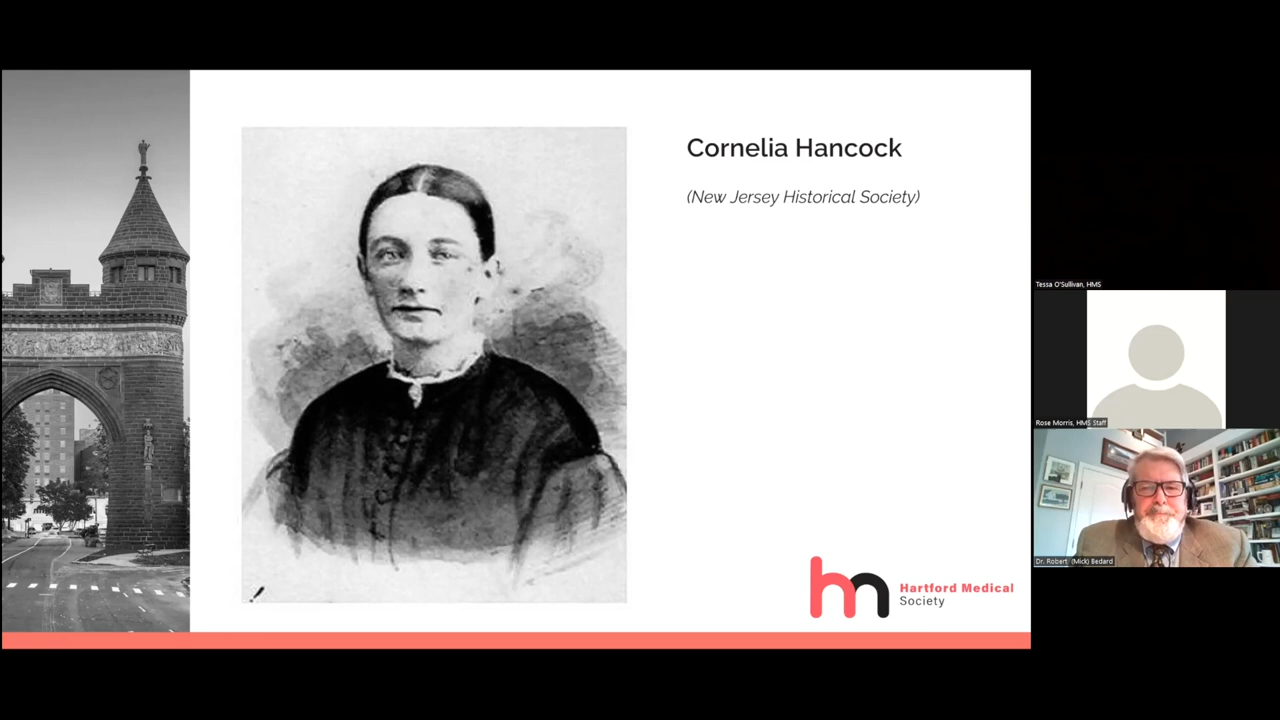 Cornelia Hancock
(New Jersey Historical Society)
hm
Hartford Medical
Society
Tessa O'Sullivan, HMS
Rose Morris, HMS Staff
Dr. Robert (Mick) Bedard